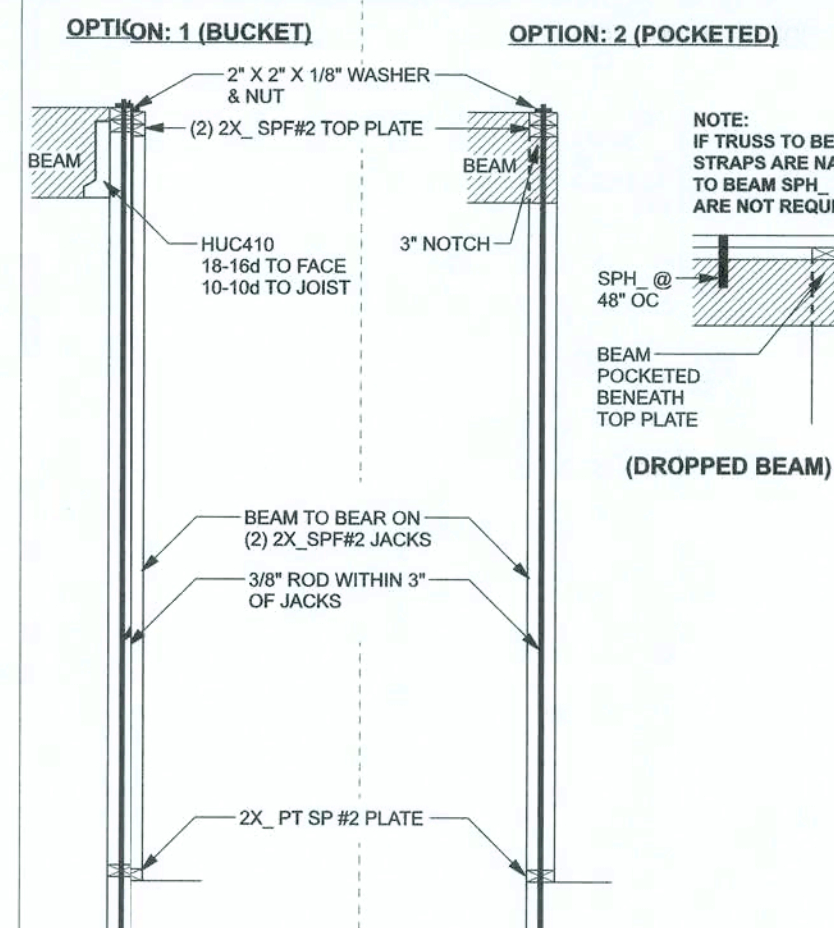 OPTION: 1 (BUCKET)
OPTION: 2 (POCKETED)
2" X 2" X 1/8" WASHER
& NUT
(2) 2X_ SPF#2 TOP PLATE
BEAM
BEAM
HUC410
18-16d TO FACE
10-10d TO JOIST
3" NOTCH
NOTE:
IF TRUSS TO BE
STRAPS ARE
TO BEAM SPH_
ARE NOT
SPH_ @
48" OC
BEAM
POCKETED
BENEATH
TOP PLATE
(DROPPED BEAM)
BEAM TO BEAR ON
(2) 2X_SPF#2 JACKS
3/8" ROD WITHIN 3"
OF JACKS
2X_ PT SP #2 PLATE